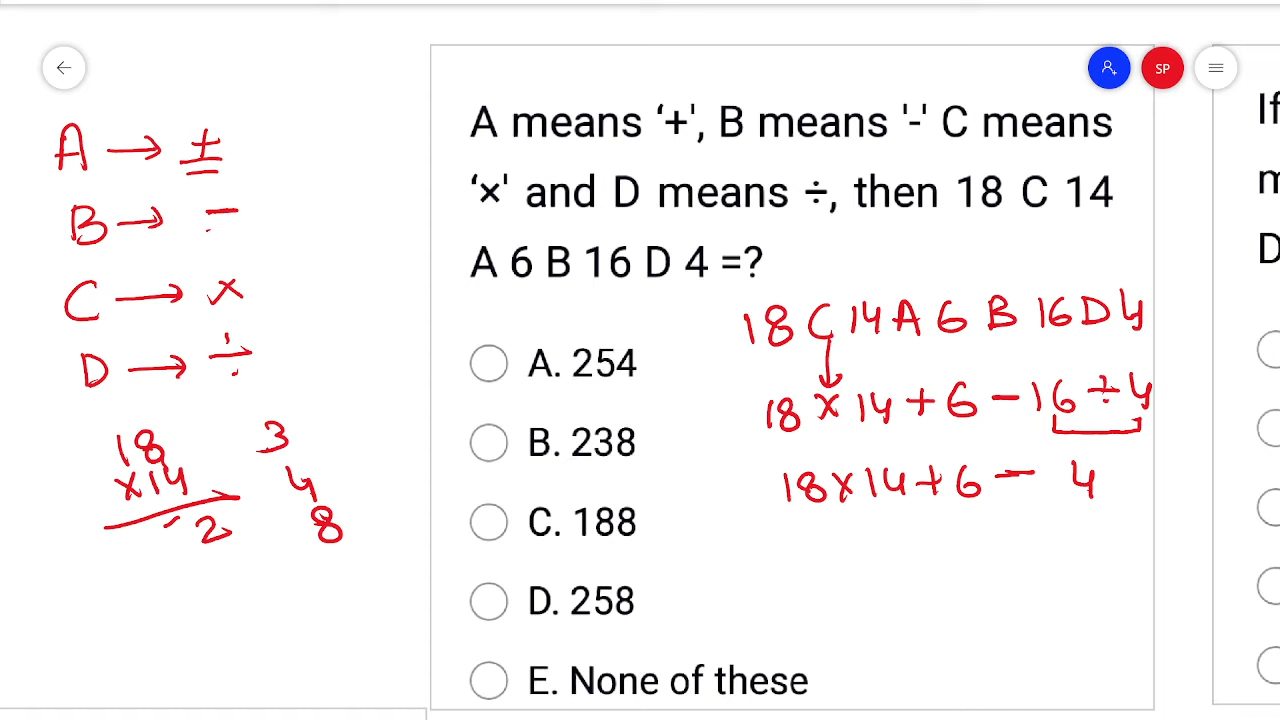 SP
A → +
B → -
C → ×
D → ÷
18
×14
2
3
4
8
A means ‘+', B means '-' C means
‘×' and D means ÷, then 18 C 14
A 6 B 16 D 4 =?
18 C 14 A 6 B 16 D 4
18 × 14 + 6 - 16 ÷ 4
18 × 14 + 6 - 4
A. 254
B. 238
C. 188
D. 258
E. None of these
If
D